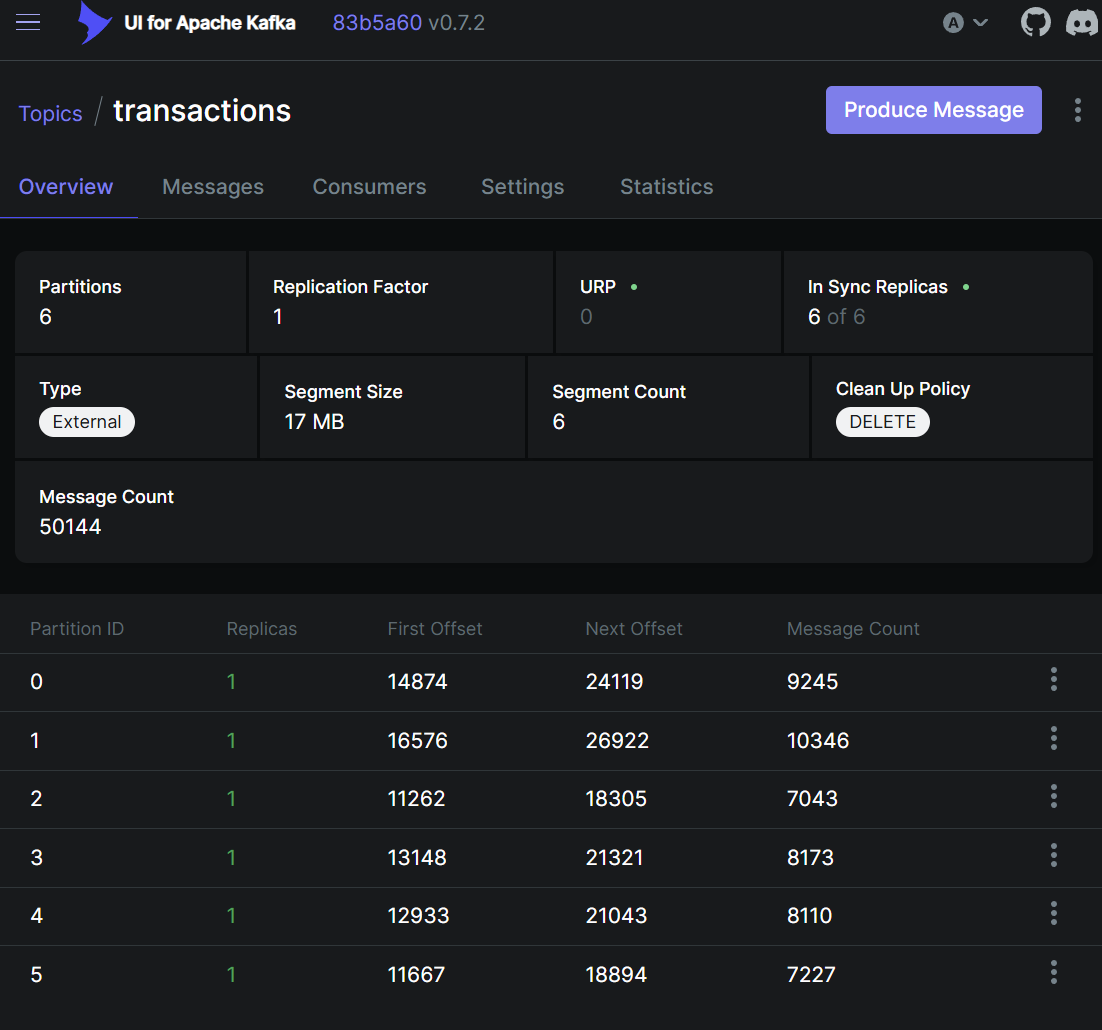 UI for Apache Kafka 83b5a60 v0.7.2 A
Topics / transactions Produce Message
Overview Messages Consumers Settings Statistics
Partitions Replication Factor URP In Sync Replicas
6 1 0 6 of 6
Type Segment Size Segment Count Clean Up Policy
External 17 MB 6 DELETE
Message Count
50144
Partition ID Replicas First Offset Next Offset Message Count
0 1 14874 24119 9245
1 1 16576 26922 10346
2 1 11262 18305 7043
3 1 13148 21321 8173
4 1 12933 21043 8110
5 1 11667 18894 7227